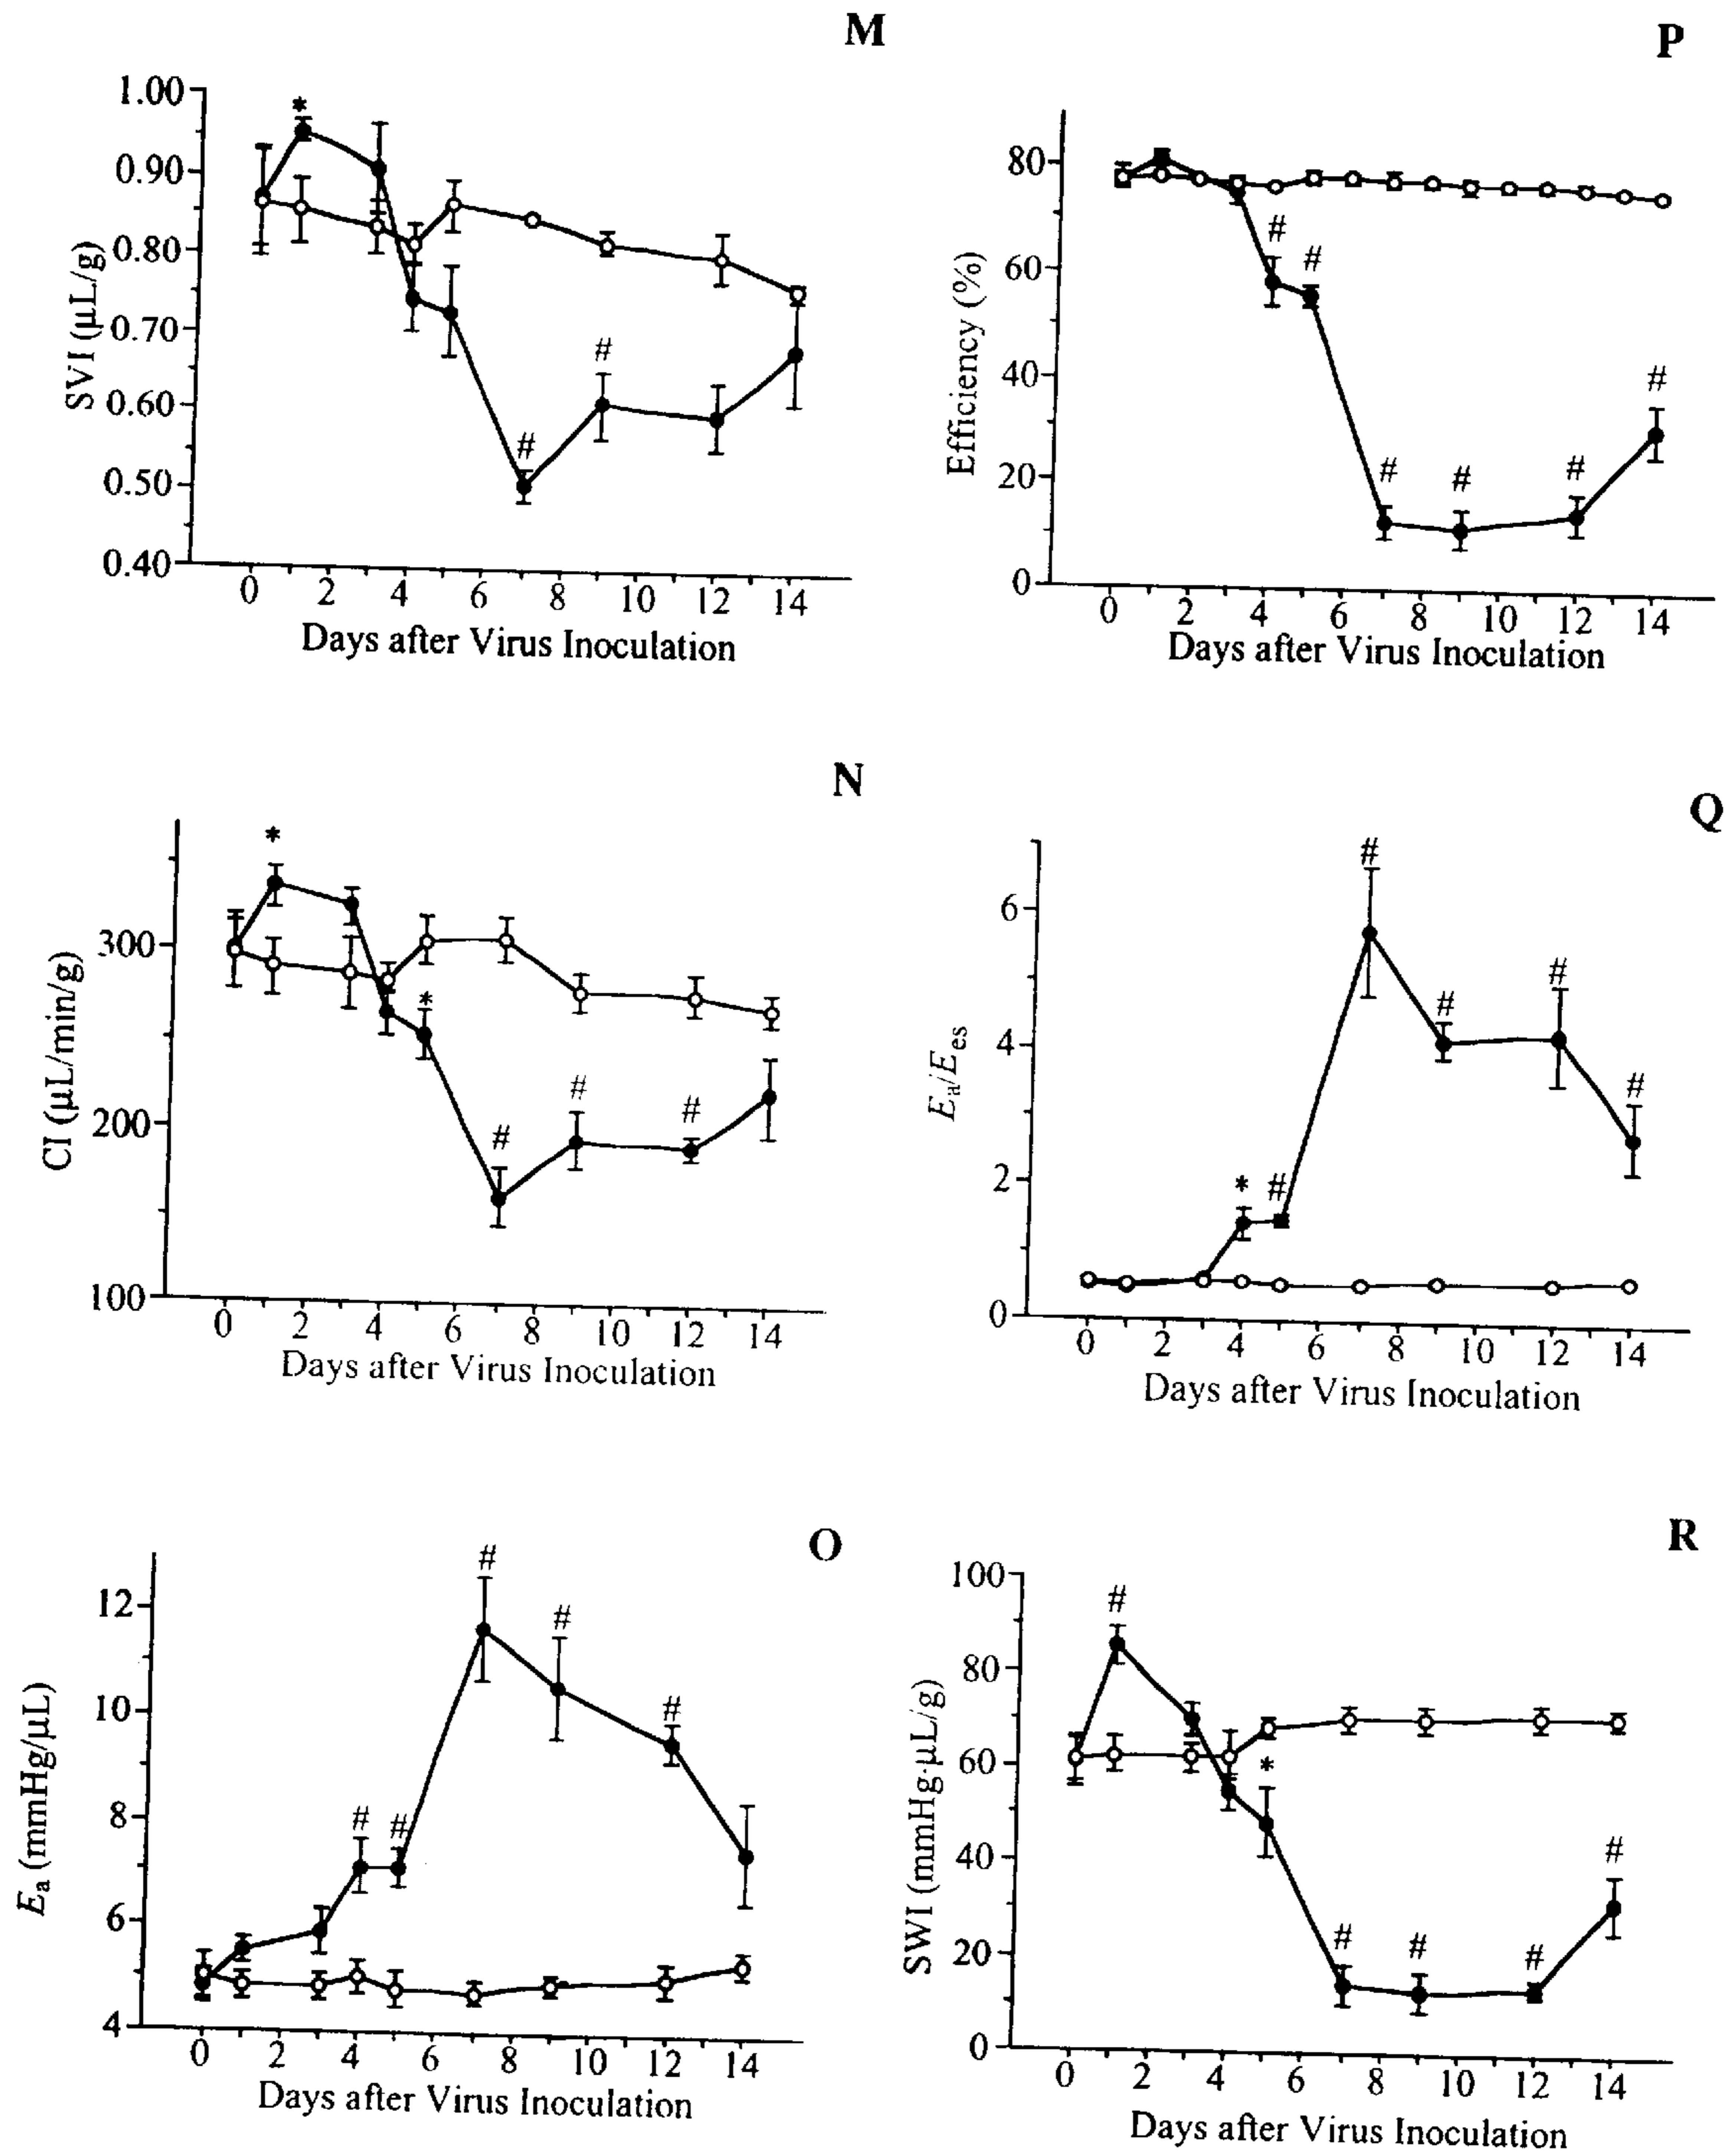 M
1.00
0.90
0.80
0.70
0.60
0.50
0.40
SVI (µL/g)
*
#
#
0 2 4 6 8 10 12 14
Days after Virus Inoculation
P
80
60
40
20
0
Efficiency (%)
#
#
#
#
#
#
0 2 4 6 8 10 12 14
Days after Virus Inoculation
N
300
200
100
CI (µL/min/g)
*
*
#
#
#
0 2 4 6 8 10 12 14
Days after Virus Inoculation
Q
6
4
2
0
Ea/Ees
*
#
#
#
#
#
0 2 4 6 8 10 12 14
Days after Virus Inoculation
O
12
10
8
6
4
Ea (mmHg/µL)
#
#
#
#
#
0 2 4 6 8 10 12 14
Days after Virus Inoculation
R
100
80
60
40
20
0
SWI (mmHg·µL/g)
#
*
#
#
#
#
0 2 4 6 8 10 12 14
Days after Virus Inoculation